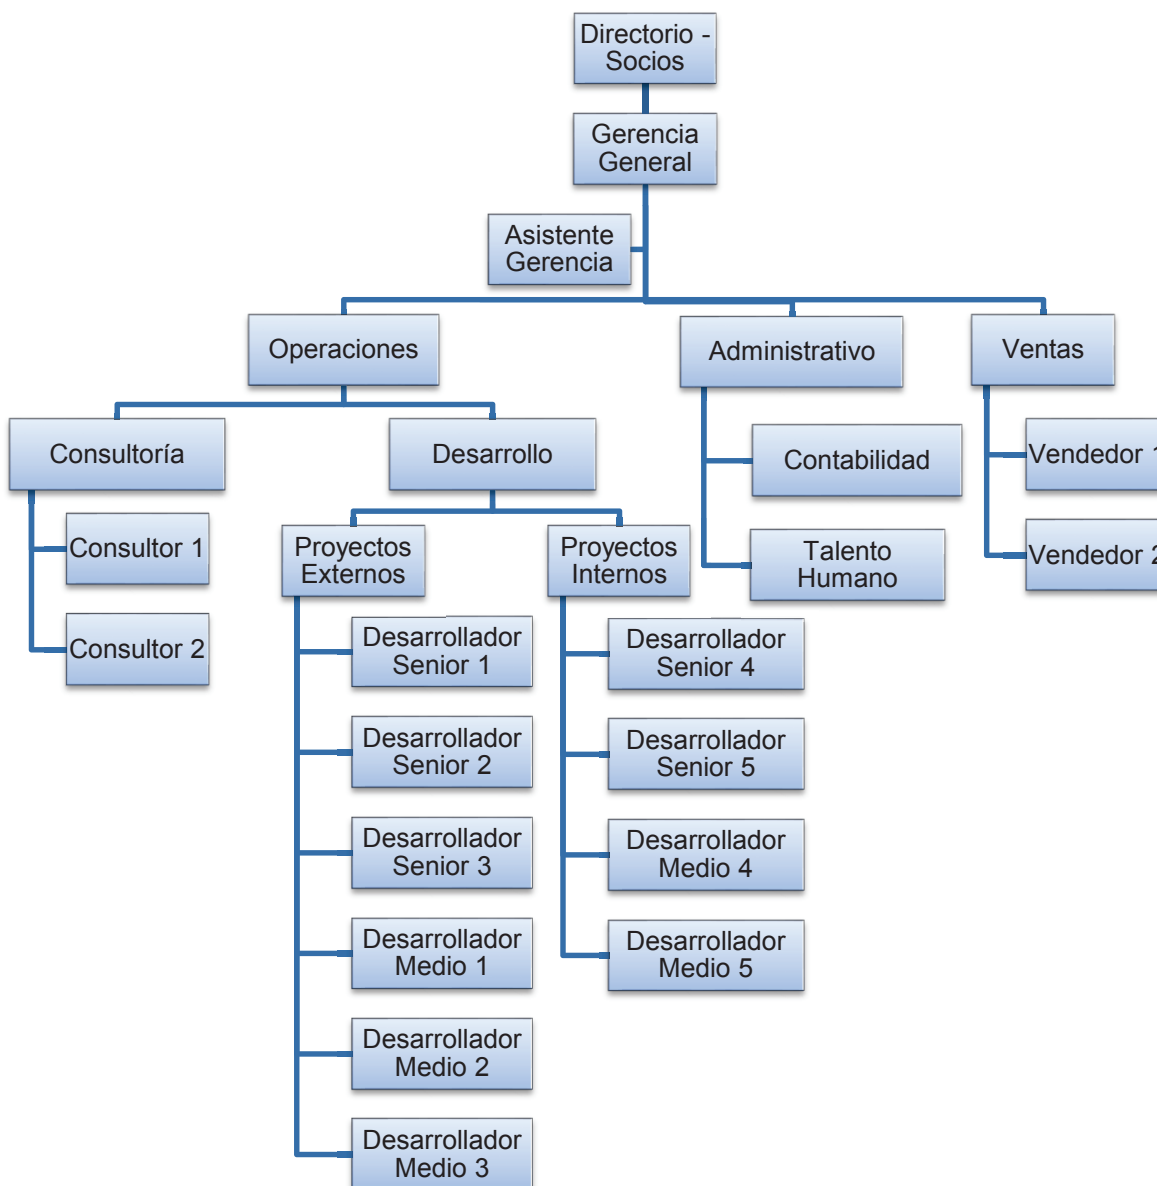 Directorio -
Socios
Gerencia
General
Asistente
Gerencia
Operaciones
Administrativo
Ventas
Consultoría
Desarrollo
Contabilidad
Vendedor 1
Consultor 1
Proyectos
Externos
Proyectos
Internos
Talento
Humano
Vendedor 2
Consultor 2
Desarrollador
Senior 1
Desarrollador
Senior 4
Desarrollador
Senior 2
Desarrollador
Senior 5
Desarrollador
Senior 3
Desarrollador
Medio 4
Desarrollador
Medio 1
Desarrollador
Medio 5
Desarrollador
Medio 2
Desarrollador
Medio 3